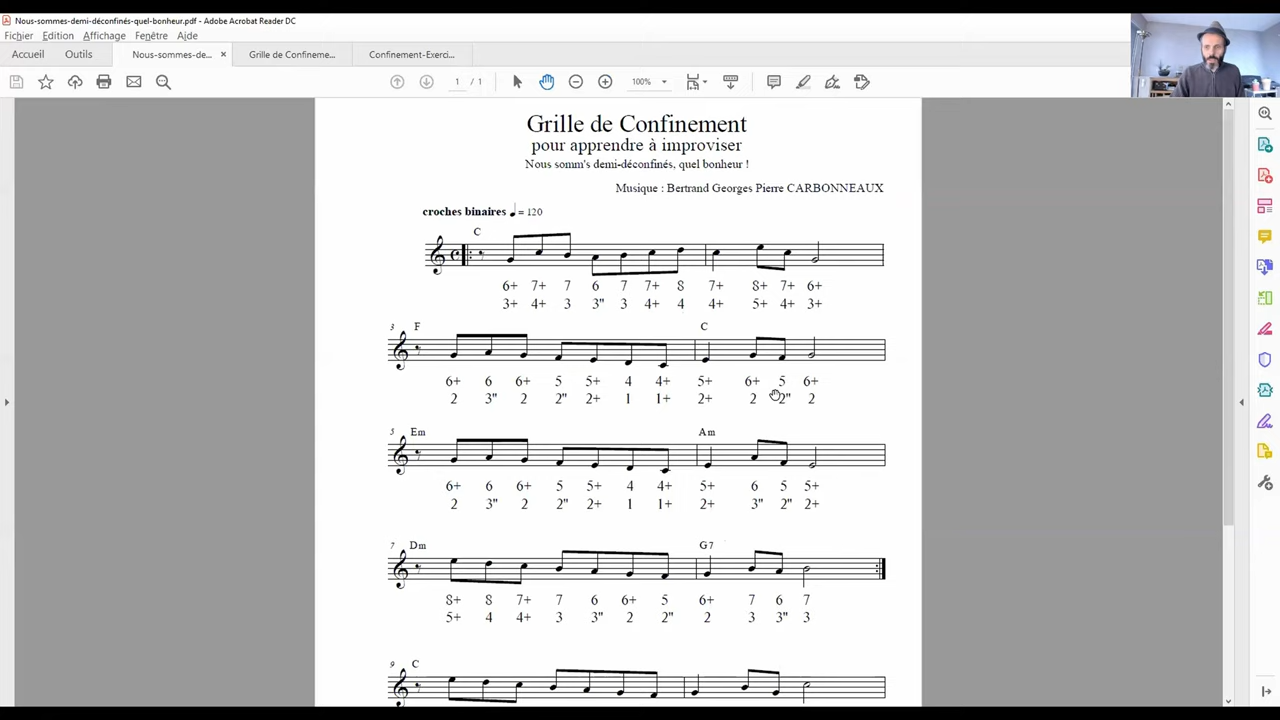 Nous-sommes-demi-déconfinés-quel-bonheur.pdf - Adobe Acrobat Reader DC
Fichier Edition Affichage Fenêtre Aide
Accueil Outils Nous-sommes-de... × Grille de Confineme... Confinement-Exerci...
1 / 1 100%
Grille de Confinement
pour apprendre à improviser
Nous somm's demi-déconfinés, quel bonheur !
Musique : Bertrand Georges Pierre CARBONNEAUX
croches binaires = 120
C
6+ 7+ 7 6 7 7+ 8 7+ 8+ 7+ 6+
3+ 4+ 3 3" 3 4+ 4 4+ 5+ 4+ 3+
3 F C
6+ 6 6+ 5 5+ 4 4+ 5+ 6+ 5 6+
2 3" 2 2" 2+ 1 1+ 2+ 2 2" 2
5 Em Am
6+ 6 6+ 5 5+ 4 4+ 5+ 6 5 5+
2 3" 2 2" 2+ 1 1+ 2+ 3" 2" 2+
7 Dm G7
8+ 8 7+ 7 6 6+ 5 6+ 7 6 7
5+ 4 4+ 3 3" 2 2" 2 3 3" 3
9 C